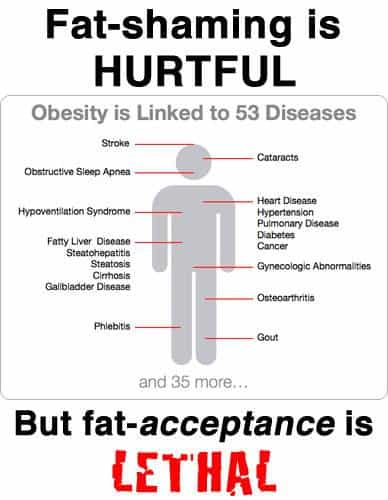 Fat-shaming is
HURTFUL
Obesity is Linked to 53 Diseases
Stroke
Cataracts
Obstructive Sleep Apnea
Heart Disease
Hypoventilation Syndrome
Hypertension
Pulmonary Disease
Diabetes
Cancer
Fatty Liver Disease
Steatohepatitis
Steatosis
Cirrhosis
Gallbladder Disease
Gynecologic Abnormalities
Osteoarthritis
Phlebitis
Gout
and 35 more...
But fat-acceptance is
LETHAL